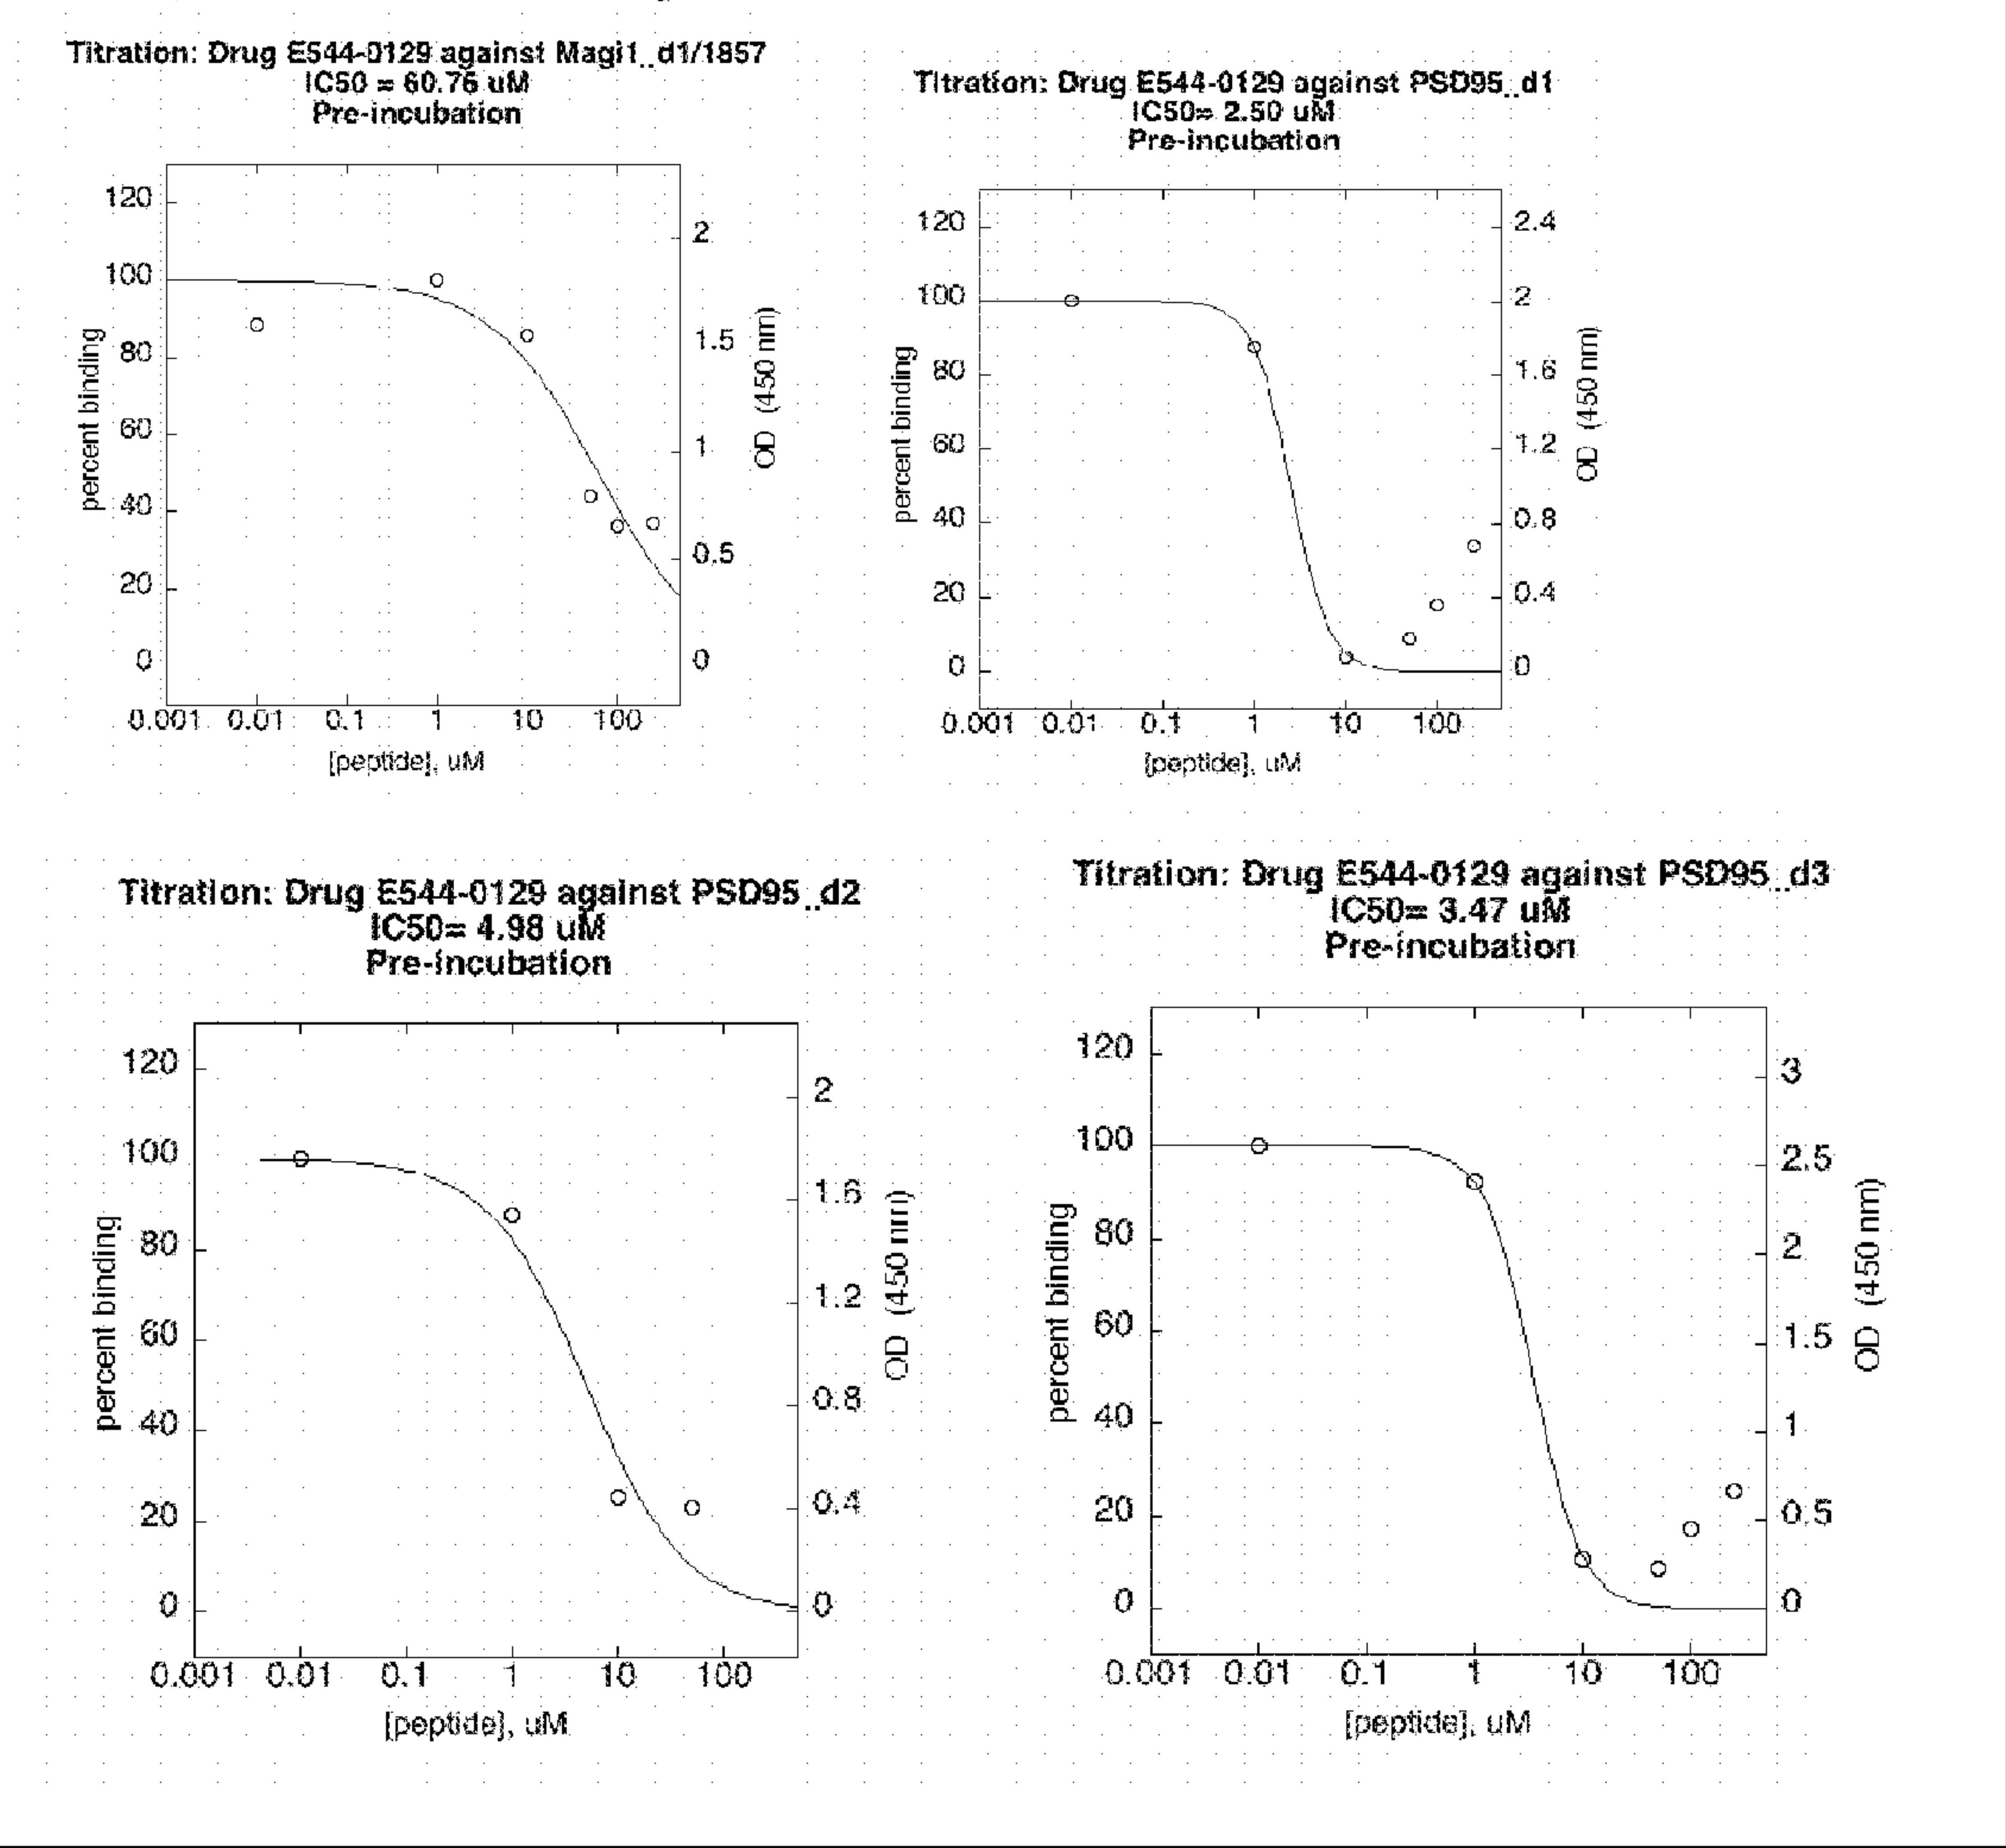 Titration: Drug E544-0129 against Magi1..d1/1857
IC50 = 60.76 uM
Pre-incubation
120
100
80
60
40
20
0
percent binding
2
1.5
1
0.5
0
OD (450 nm)
0.001 0.01 0.1 1 10 100
[peptide], uM
Titration: Drug E544-0129 against PSD95..d1
IC50= 2.50 uM
Pre-incubation
120
100
80
60
40
20
0
percent binding
2.4
2
1.6
1.2
0.8
0.4
0
OD (450 nm)
0.001 0.01 0.1 1 10 100
[peptide], uM
Titration: Drug E544-0129 against PSD95..d2
IC50= 4.98 uM
Pre-incubation
120
100
80
60
40
20
0
percent binding
2
1.6
1.2
0.8
0.4
0
OD (450 nm)
0.001 0.01 0.1 1 10 100
[peptide], uM
Titration: Drug E544-0129 against PSD95..d3
IC50= 3.47 uM
Pre-incubation
120
100
80
60
40
20
0
percent binding
3
2.5
2
1.5
1
0.5
0
OD (450 nm)
0.001 0.01 0.1 1 10 100
[peptide], uM